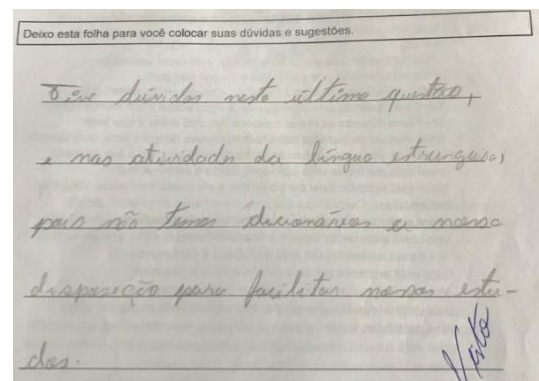 Deixo esta folha para você colocar suas dúvidas e sugestões.
Tive dúvidas nesta última questão,
e nas atividades da língua estrangeira,
pois não temos dicionários a nossa
disposição para facilitar nossos estu-
dos.
Visto